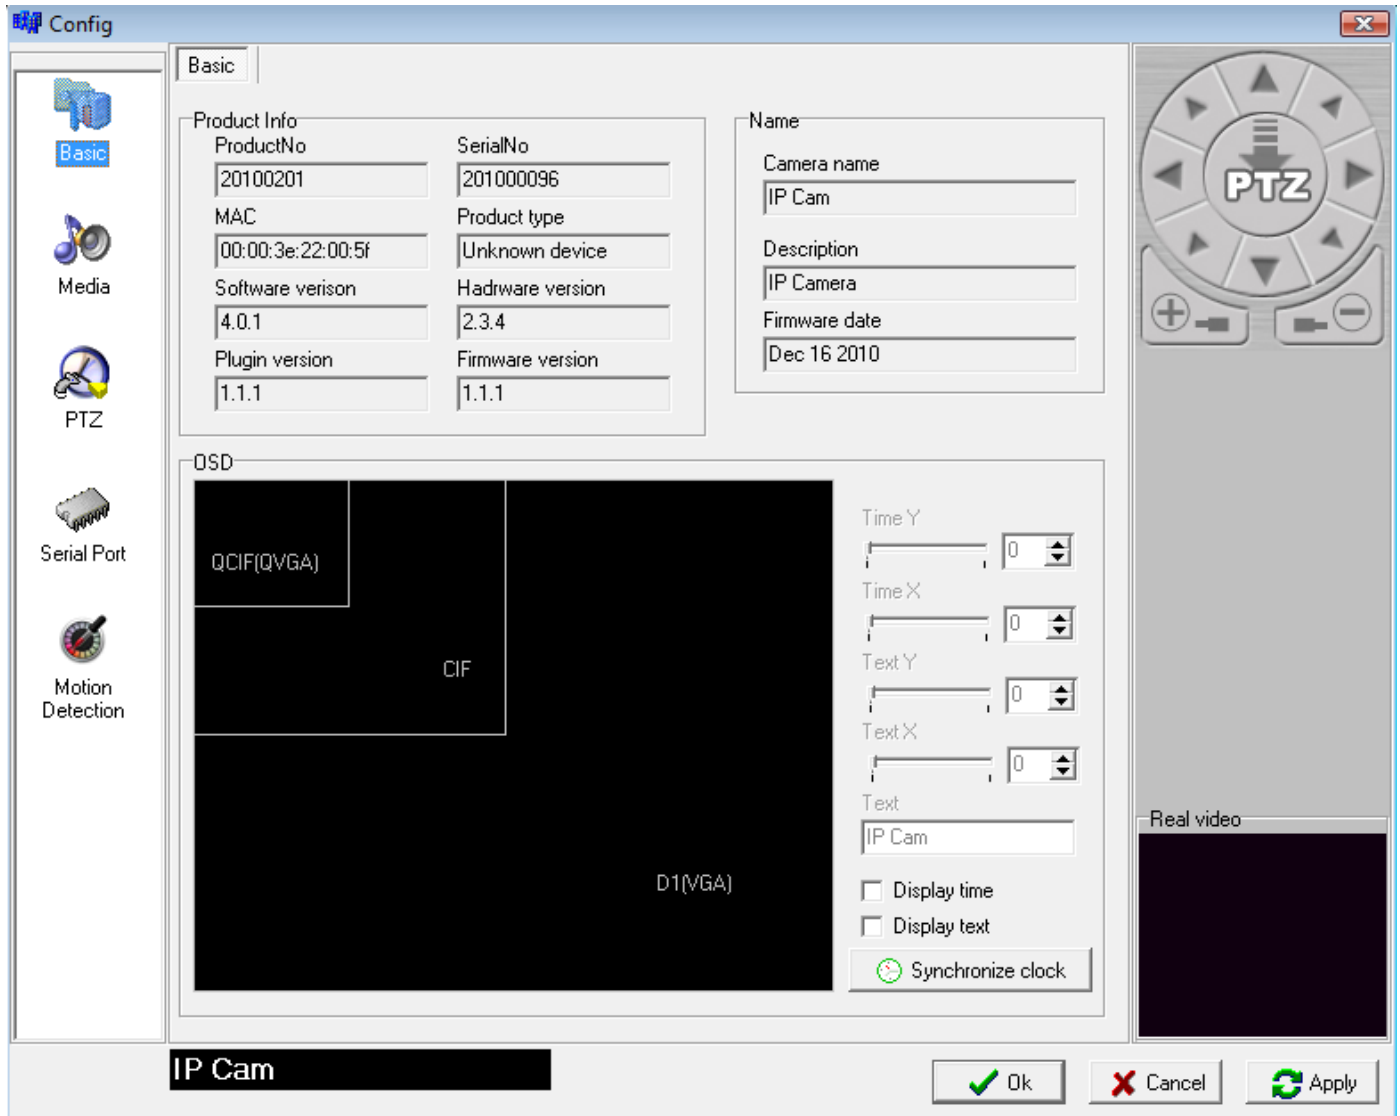 Config
Basic
Media
PTZ
Serial Port
Motion
Detection
Basic
Product Info
ProductNo SerialNo
20100201 201000096
MAC Product type
00:00:3e:22:00:5f Unknown device
Software verison Hadrware version
4.0.1 2.3.4
Plugin version Firmware version
1.1.1 1.1.1
Name
Camera name
IP Cam
Description
IP Camera
Firmware date
Dec 16 2010
OSD
QCIF(QVGA)
CIF
D1(VGA)
Time Y
0
Time X
0
Text Y
0
Text X
0
Text
IP Cam
Display time
Display text
Synchronize clock
PTZ
Real video
IP Cam
Ok Cancel Apply